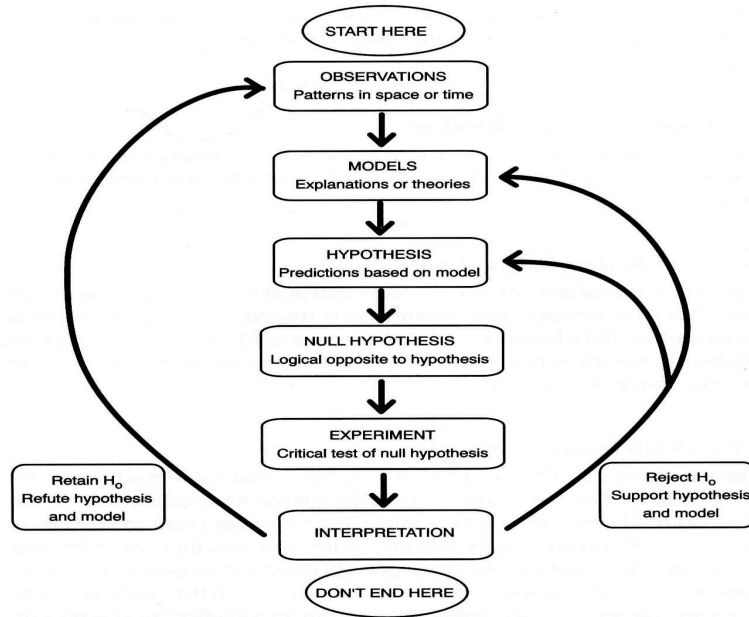 START HERE
OBSERVATIONS
Patterns in space or time
MODELS
Explanations or theories
HYPOTHESIS
Predictions based on model
NULL HYPOTHESIS
Logical opposite to hypothesis
EXPERIMENT
Critical test of null hypothesis
Retain Ho
Refute hypothesis
and model
Reject Ho
Support hypothesis
and model
INTERPRETATION
DON'T END HERE